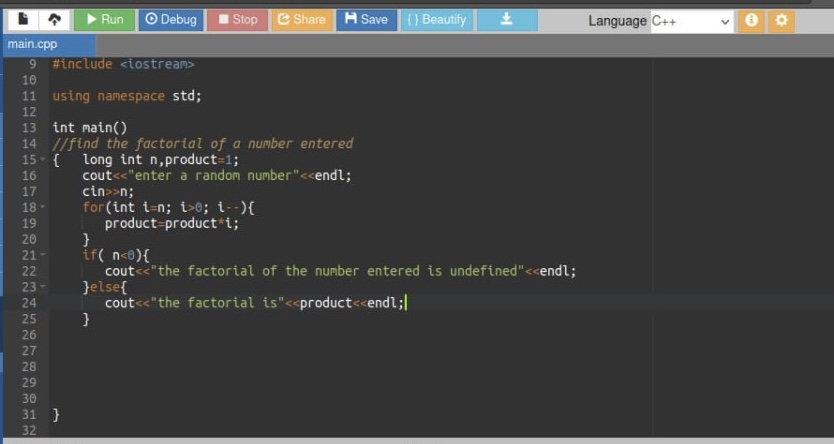 Run Debug Stop Share Save { } Beautify Language C++
main.cpp
9 #include <iostream>
10
11 using namespace std;
12
13 int main()
14 //find the factorial of a number entered
15 { long int n,product=1;
16 cout<<"enter a random number"<<endl;
17 cin>>n;
18 for(int i=n; i>0; i--){
19 product=product*i;
20 }
21 if( n<0){
22 cout<<"the factorial of the number entered is undefined"<<endl;
23 }else{
24 cout<<"the factorial is"<<product<<endl;
25 }
26
27
28
29
30
31 }
32